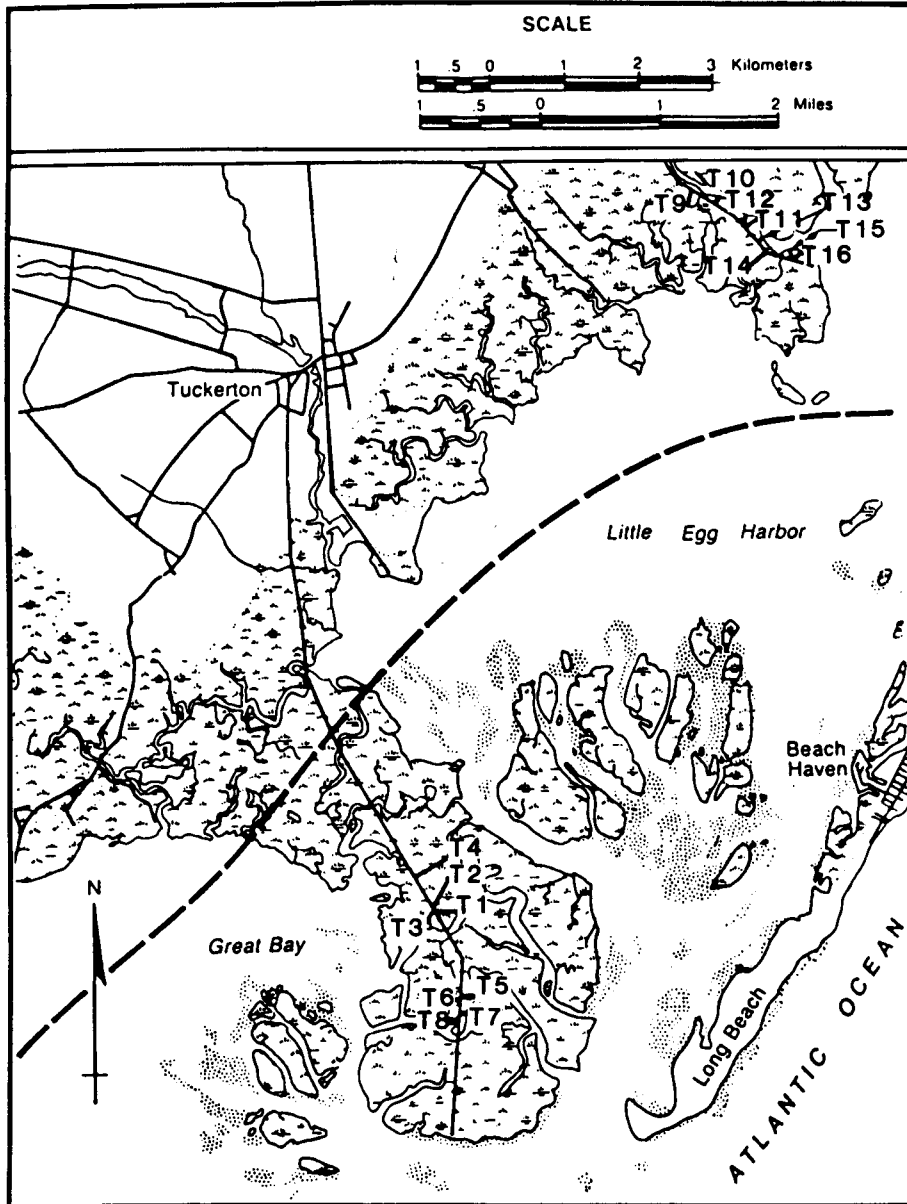 SCALE
1 .5 0 1 2 3 Kilometers
1 .5 0 1 2 Miles
T10
T9
T12
T13
T11
T15
T16
T14
Tuckerton
Little Egg Harbor
Beach
Haven
T4
T2
T1
T3
N
Great Bay
T5
T6
T8
T7
Long Beach
ATLANTIC OCEAN